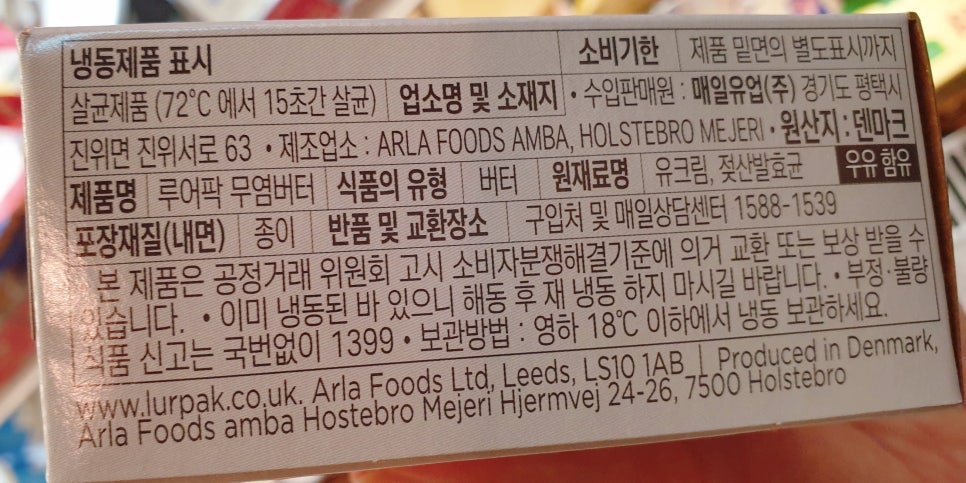 냉동제품 표시 소비기한 제품 밑면의 별도표시까지
살균제품 (72℃ 에서 15초간 살균) 업소명 및 소재지 • 수입판매원 : 매일유업(주) 경기도 평택시
진위면 진위서로 63 • 제조업소 : ARLA FOODS AMBA, HOLSTEBRO MEJERI • 원산지 : 덴마크
제품명 루어팍 무염버터 식품의 유형 버터 원재료명 유크림, 젖산발효균 우유 함유
포장재질(내면) 종이 반품 및 교환장소 구입처 및 매일상담센터 1588-1539
본 제품은 공정거래 위원회 고시 소비자분쟁해결기준에 의거 교환 또는 보상 받을 수
있습니다. • 이미 냉동된 바 있으니 해동 후 재 냉동 하지 마시길 바랍니다. • 부정·불량
식품 신고는 국번없이 1399 • 보관방법 : 영하 18℃ 이하에서 냉동 보관하세요.
www.lurpak.co.uk. Arla Foods Ltd, Leeds, LS10 1AB | Produced in Denmark,
Arla Foods amba Hostebro Mejeri Hjermvej 24-26, 7500 Holstebro